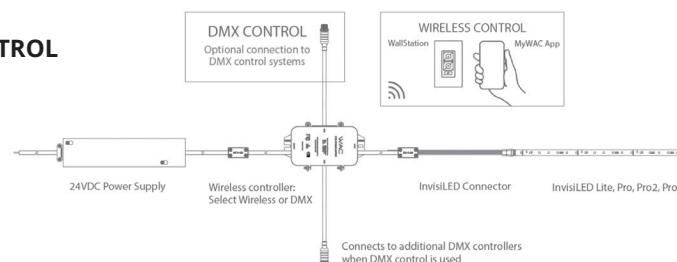 TROL
DMX CONTROL
Optional connection to
DMX control systems
WIRELESS CONTROL
WallStation
MyWAC App
WAC
24VDC Power Supply
Wireless controller:
Select Wireless or DMX
InvisiLED Connector
InvisiLED Lite, Pro, Pro2, Pro
Connects to additional DMX controllers
when DMX control is used